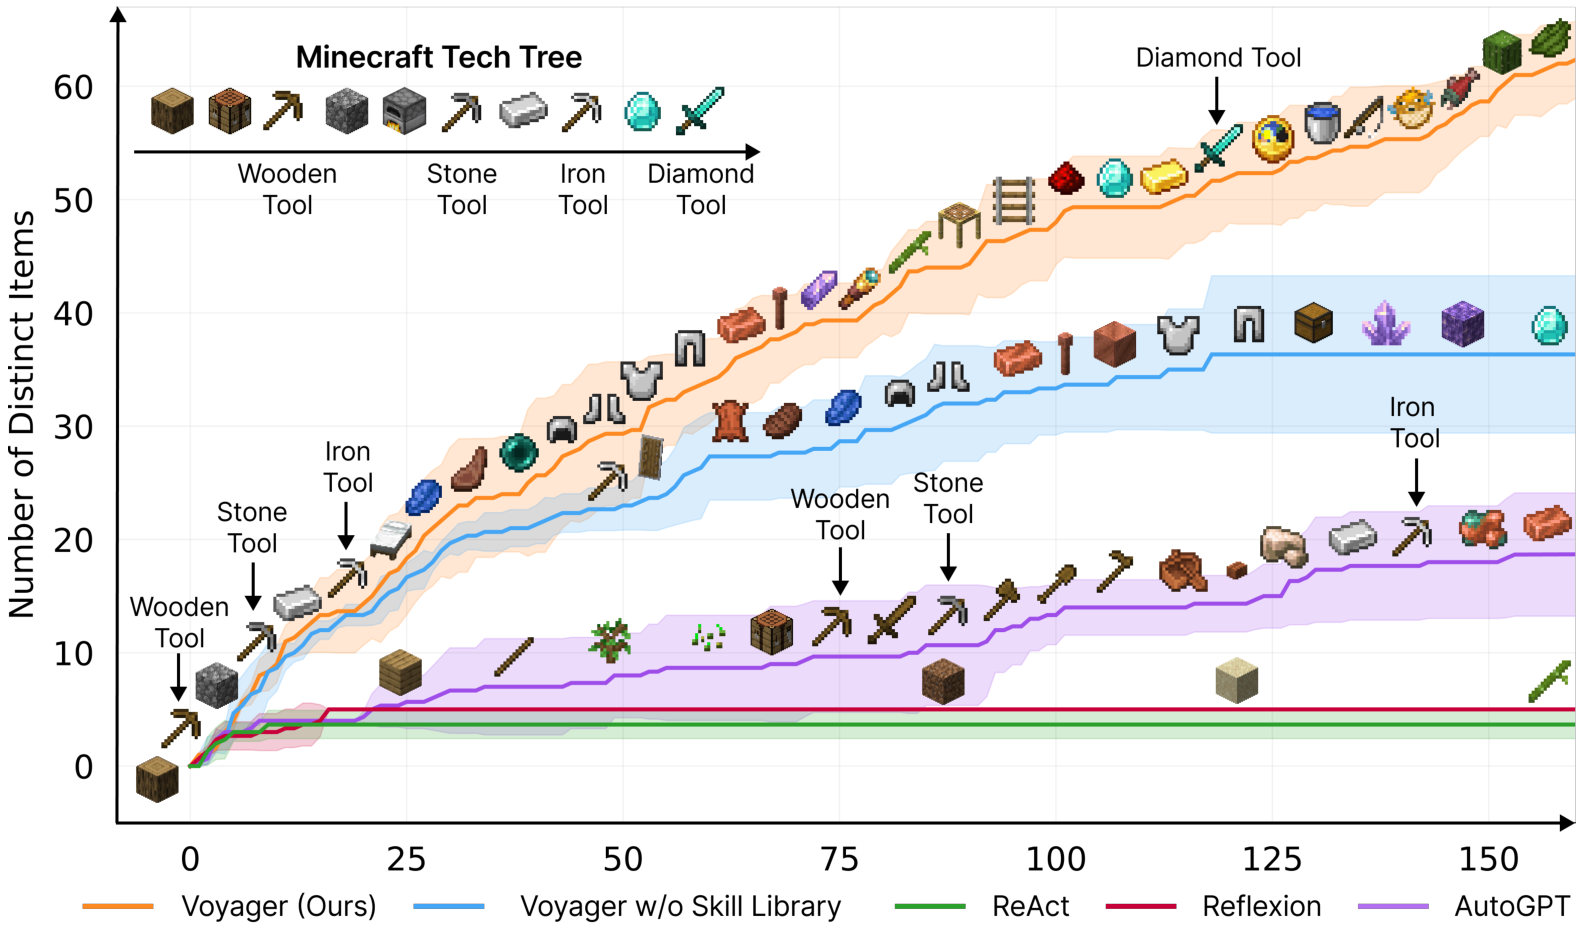 Minecraft Tech Tree
Wooden
Tool
Stone
Tool
Iron
Tool
Diamond
Tool
Diamond Tool
Iron
Tool
Wooden
Tool
Stone
Tool
Iron
Tool
Stone
Tool
Wooden
Tool
Number of Distinct Items
60
50
40
30
20
10
0
0 25 50 75 100 125 150
Voyager (Ours) Voyager w/o Skill Library ReAct Reflexion AutoGPT